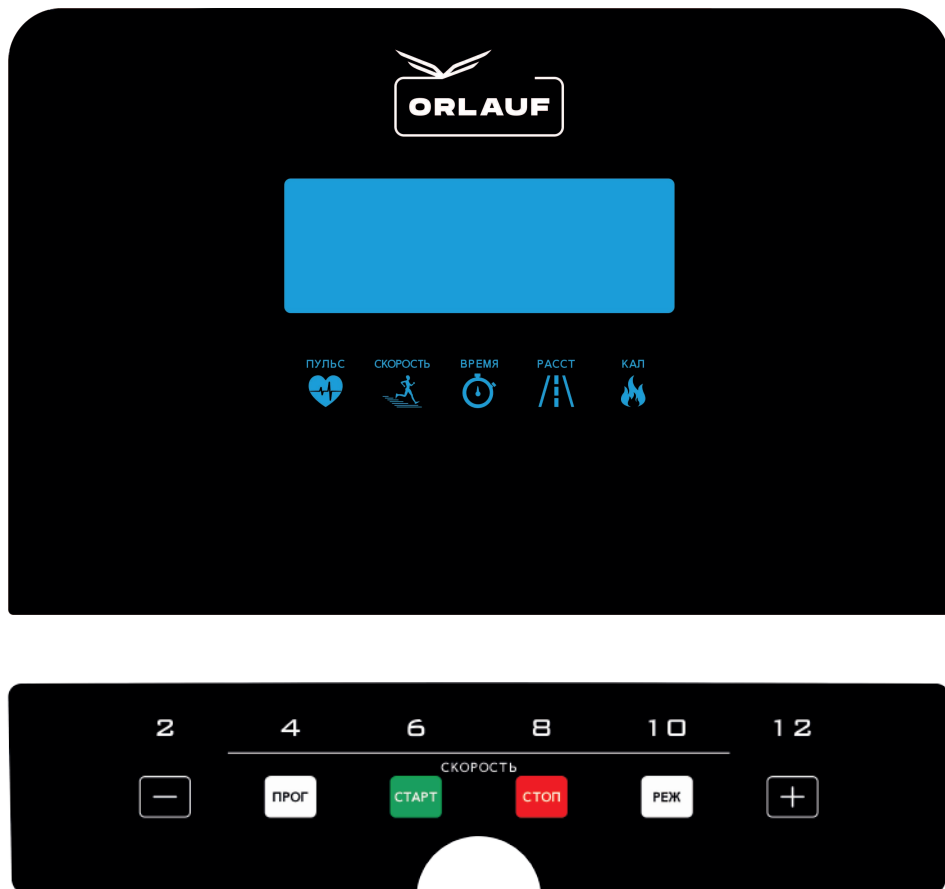 ORLAUF
ПУЛЬС СКОРОСТЬ ВРЕМЯ РАССТ КАЛ
2 4 6 8 10 12
СКОРОСТЬ
− ПРОГ СТАРТ СТОП РЕЖ +